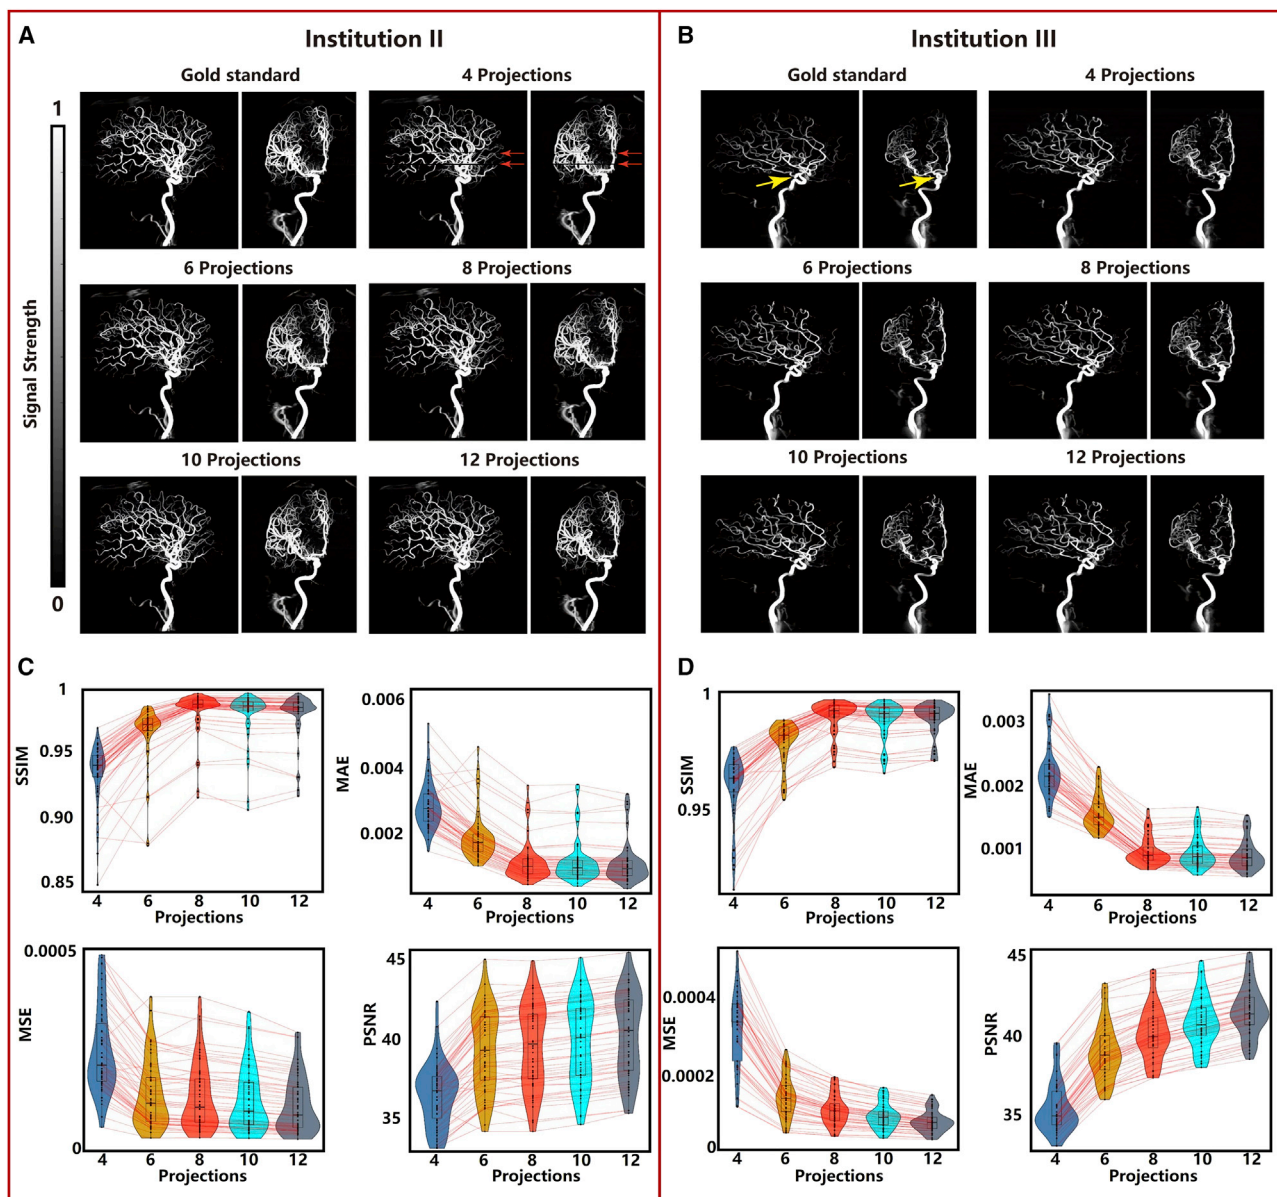 A
Institution II
Gold standard
4 Projections
1
Signal Strength
0
6 Projections
8 Projections
10 Projections
12 Projections
B
Institution III
Gold standard
4 Projections
6 Projections
8 Projections
10 Projections
12 Projections
C
SSIM
1
0.95
0.90
0.85
4 6 8 10 12
Projections
MAE
0.006
0.004
0.002
4 6 8 10 12
Projections
MSE
0.0005
0
4 6 8 10 12
Projections
PSNR
45
40
35
4 6 8 10 12
Projections
D
SSIM
1
0.95
4 6 8 10 12
Projections
MAE
0.003
0.002
0.001
4 6 8 10 12
Projections
MSE
0.0004
0.0002
0
4 6 8 10 12
Projections
PSNR
45
40
35
4 6 8 10 12
Projections